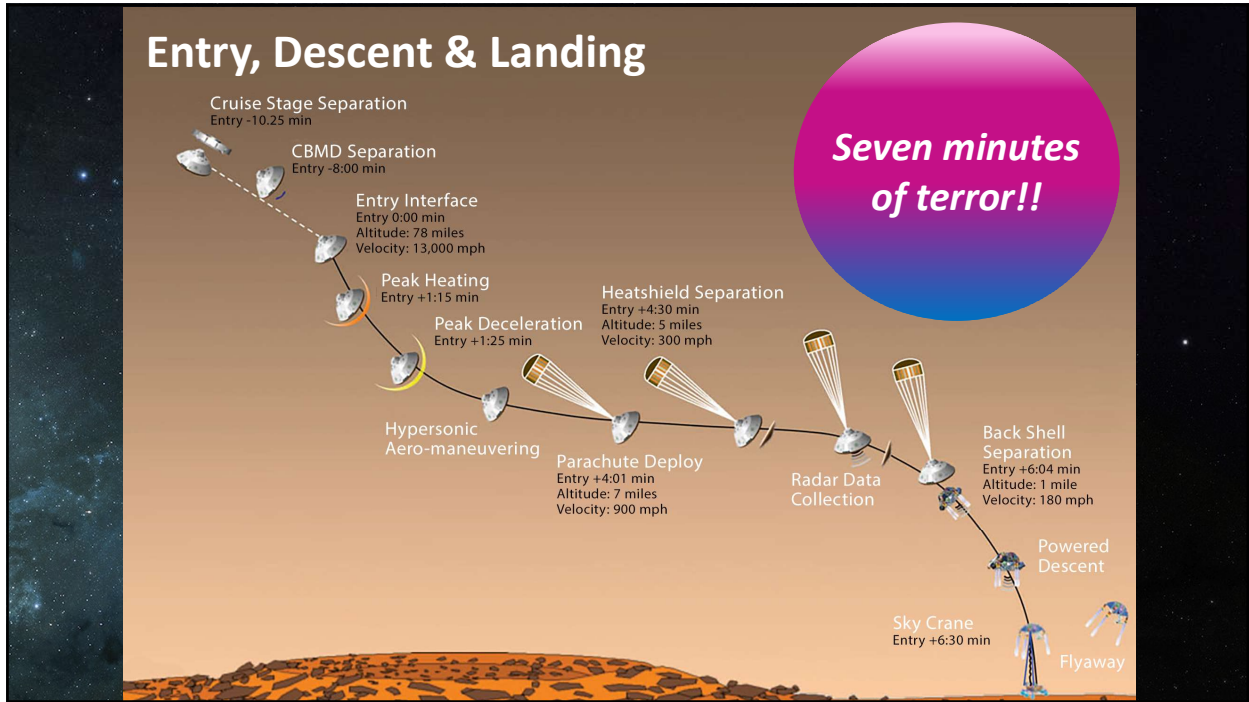 Entry, Descent & Landing
Seven minutes
of terror!!
Cruise Stage Separation
Entry -10.25 min
CBMD Separation
Entry -8:00 min
Entry Interface
Entry 0:00 min
Altitude: 78 miles
Velocity: 13,000 mph
Peak Heating
Entry +1:15 min
Peak Deceleration
Entry +1:25 min
Hypersonic
Aero-maneuvering
Parachute Deploy
Entry +4:01 min
Altitude: 7 miles
Velocity: 900 mph
Heatshield Separation
Entry +4:30 min
Altitude: 5 miles
Velocity: 300 mph
Radar Data
Collection
Back Shell
Separation
Entry +6:04 min
Altitude: 1 mile
Velocity: 180 mph
Powered
Descent
Sky Crane
Entry +6:30 min
Flyaway